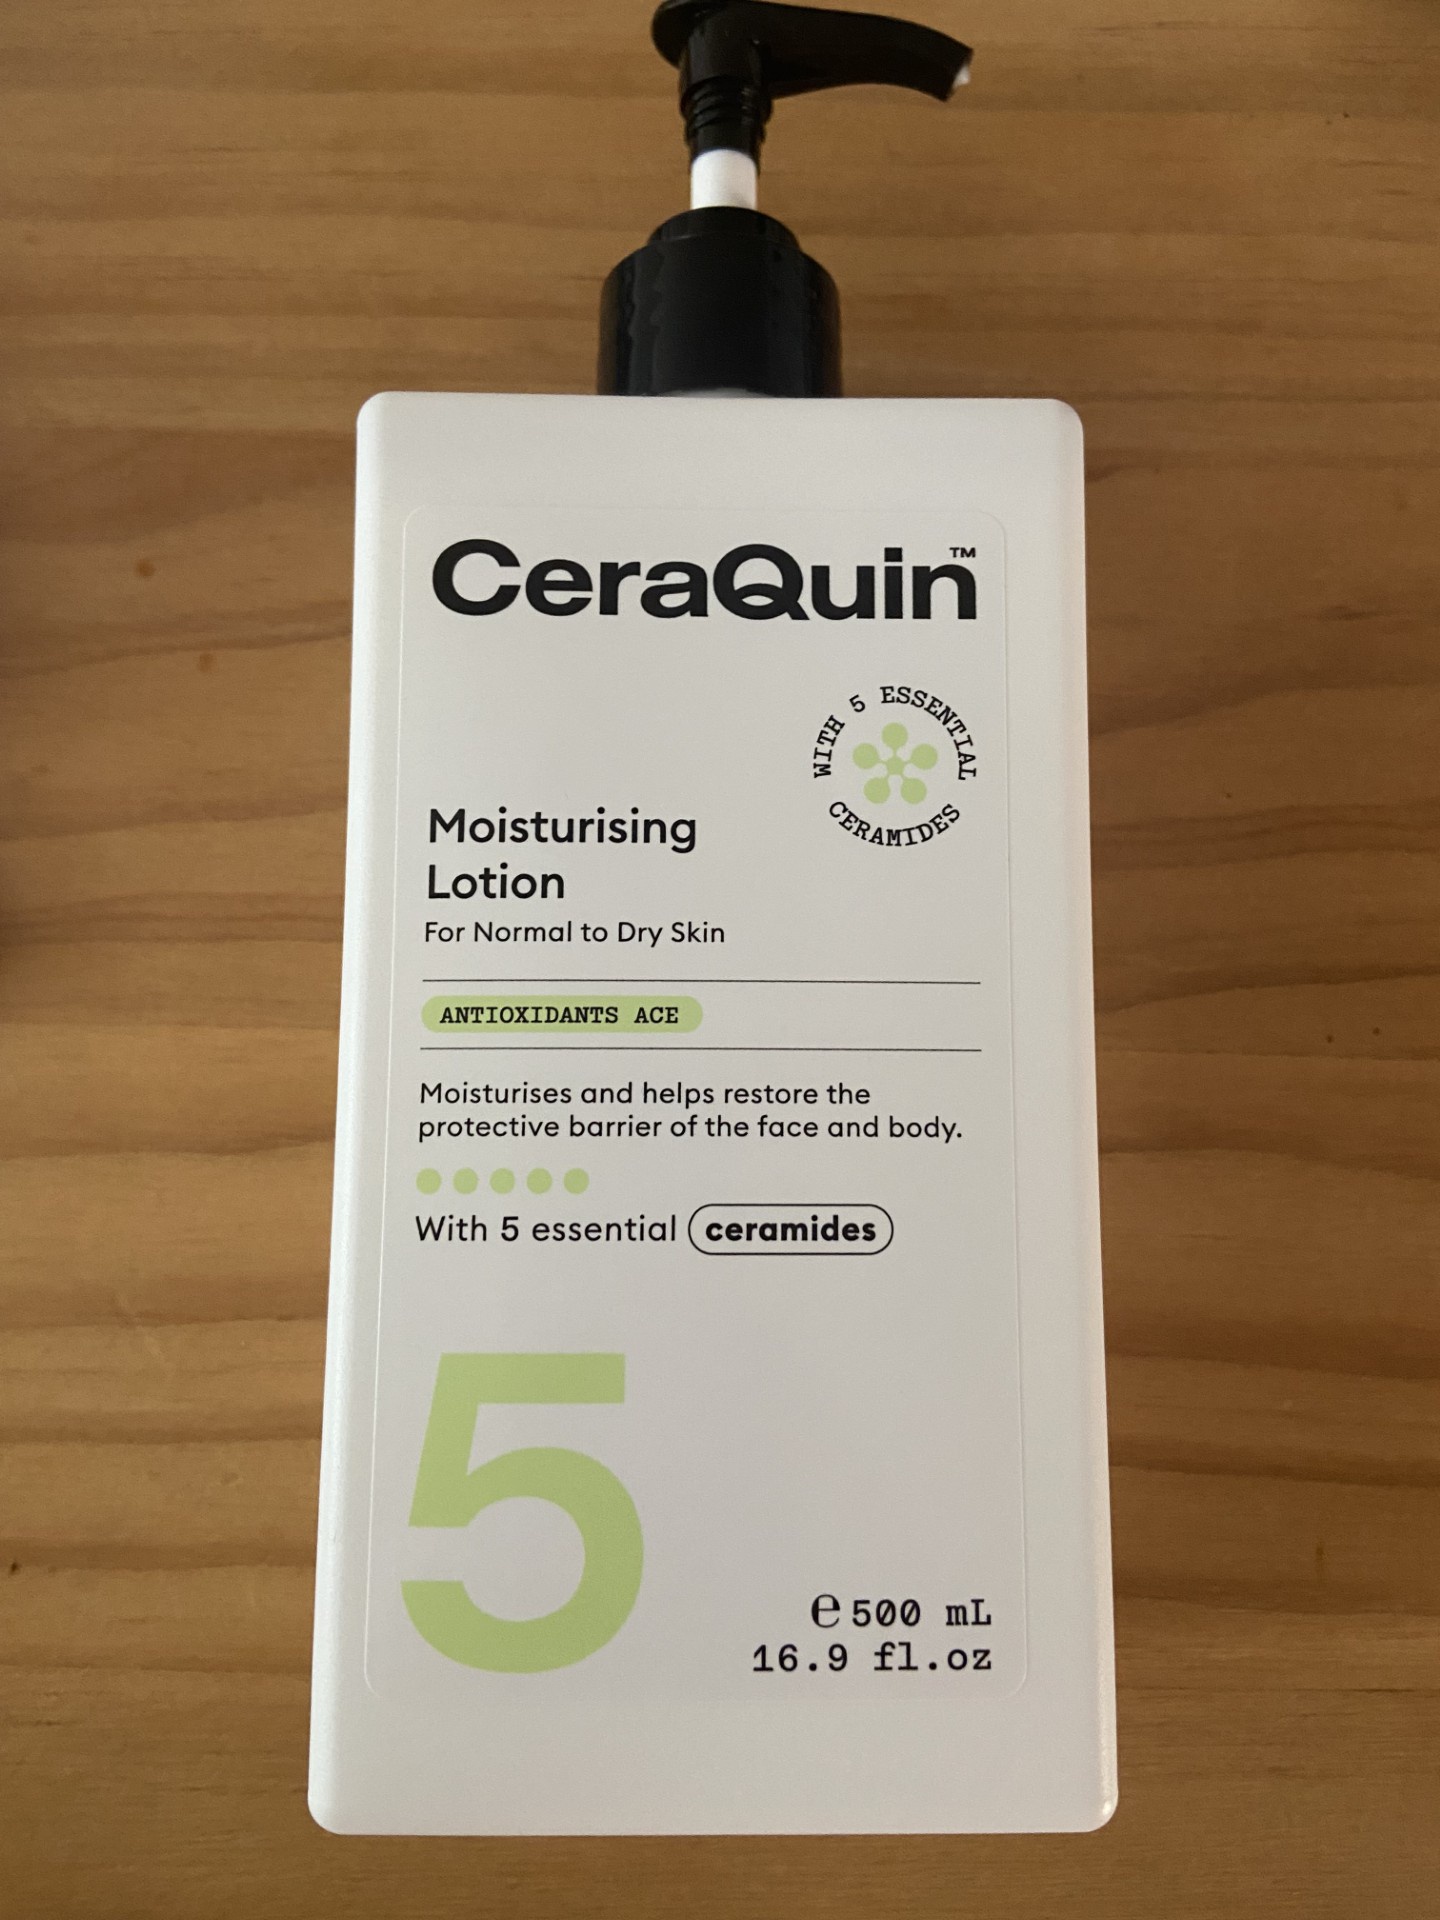 CeraQuin™
WITH 5 ESSENTIAL
CERAMIDES
Moisturising
Lotion
For Normal to Dry Skin
ANTIOXIDANTS ACE
Moisturises and helps restore the
protective barrier of the face and body.
With 5 essential ceramides
5
℮ 500 mL
16.9 fl.oz